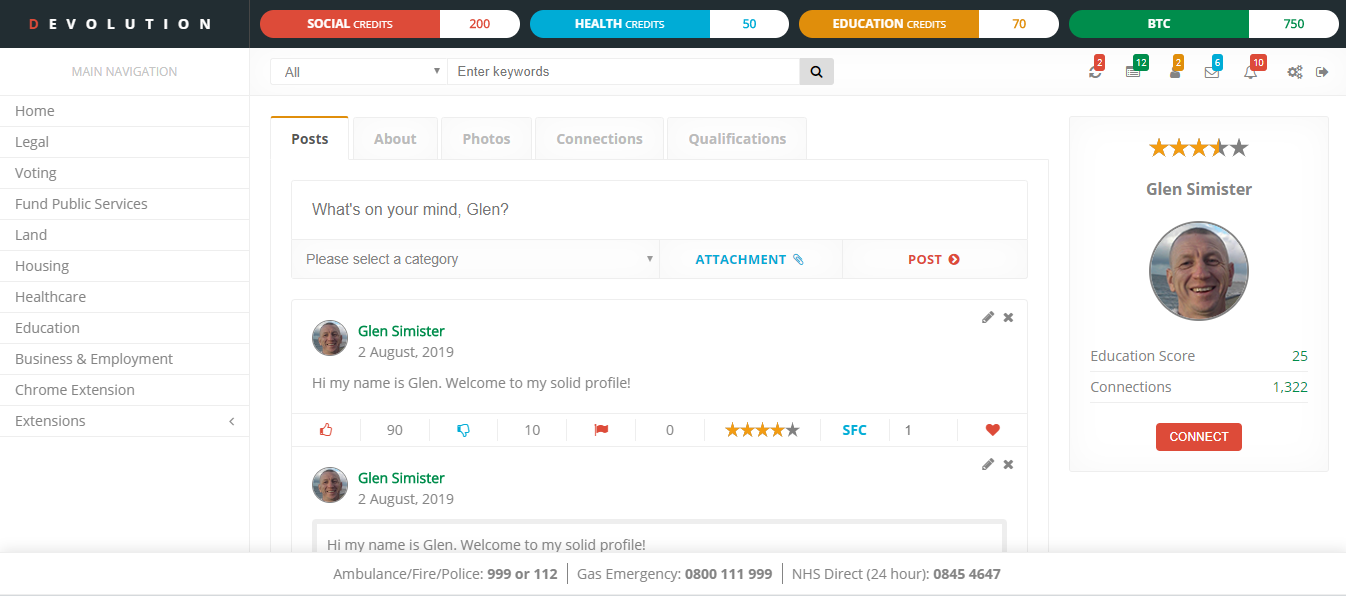 DEVOLUTION
SOCIAL CREDITS 200
HEALTH CREDITS 50
EDUCATION CREDITS 70
BTC 750
MAIN NAVIGATION
All
Enter keywords
2
12
2
6
10
Home
Legal
Voting
Fund Public Services
Land
Housing
Healthcare
Education
Business & Employment
Chrome Extension
Extensions
Posts
About
Photos
Connections
Qualifications
What's on your mind, Glen?
Please select a category
ATTACHMENT
POST
Glen Simister
2 August, 2019
Hi my name is Glen. Welcome to my solid profile!
90 10 0 SFC 1
Glen Simister
2 August, 2019
Hi my name is Glen. Welcome to my solid profile!
Glen Simister
Education Score 25
Connections 1,322
CONNECT
Ambulance/Fire/Police: 999 or 112 Gas Emergency: 0800 111 999 NHS Direct (24 hour): 0845 4647